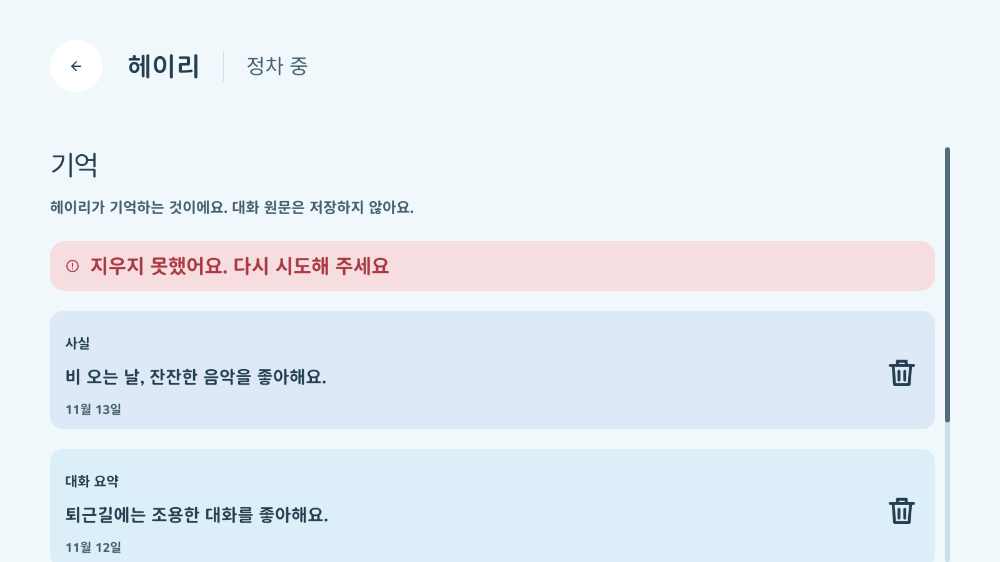 헤이리
정차 중
기억
헤이리가 기억하는 것이에요. 대화 원문은 저장하지 않아요.
지우지 못했어요. 다시 시도해 주세요
사실
비 오는 날, 잔잔한 음악을 좋아해요.
11월 13일
대화 요약
퇴근길에는 조용한 대화를 좋아해요.
11월 12일